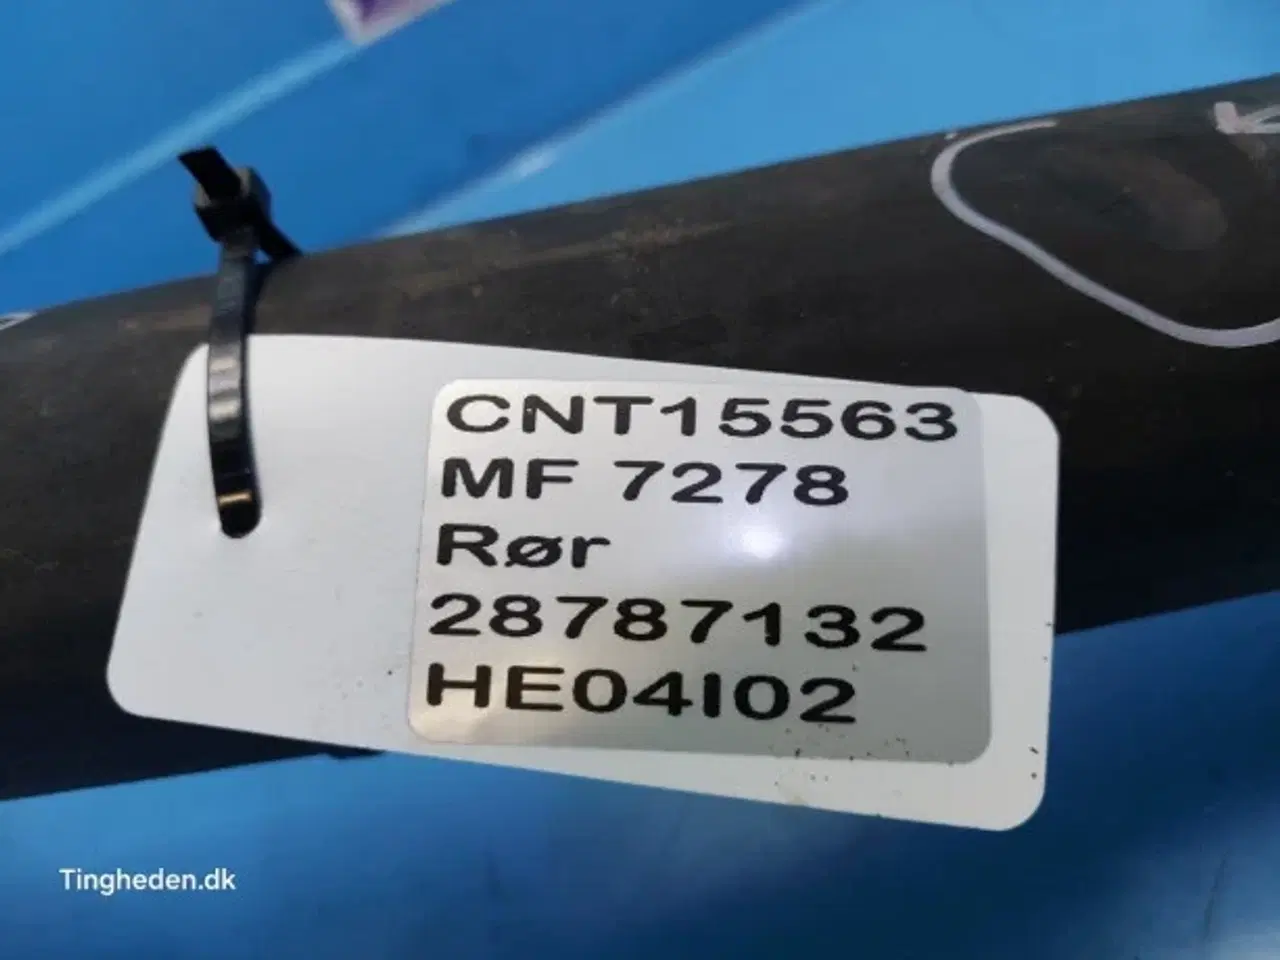 CNT15563
MF 7278
Rør
28787132
HE04I02
Tingheden.dk